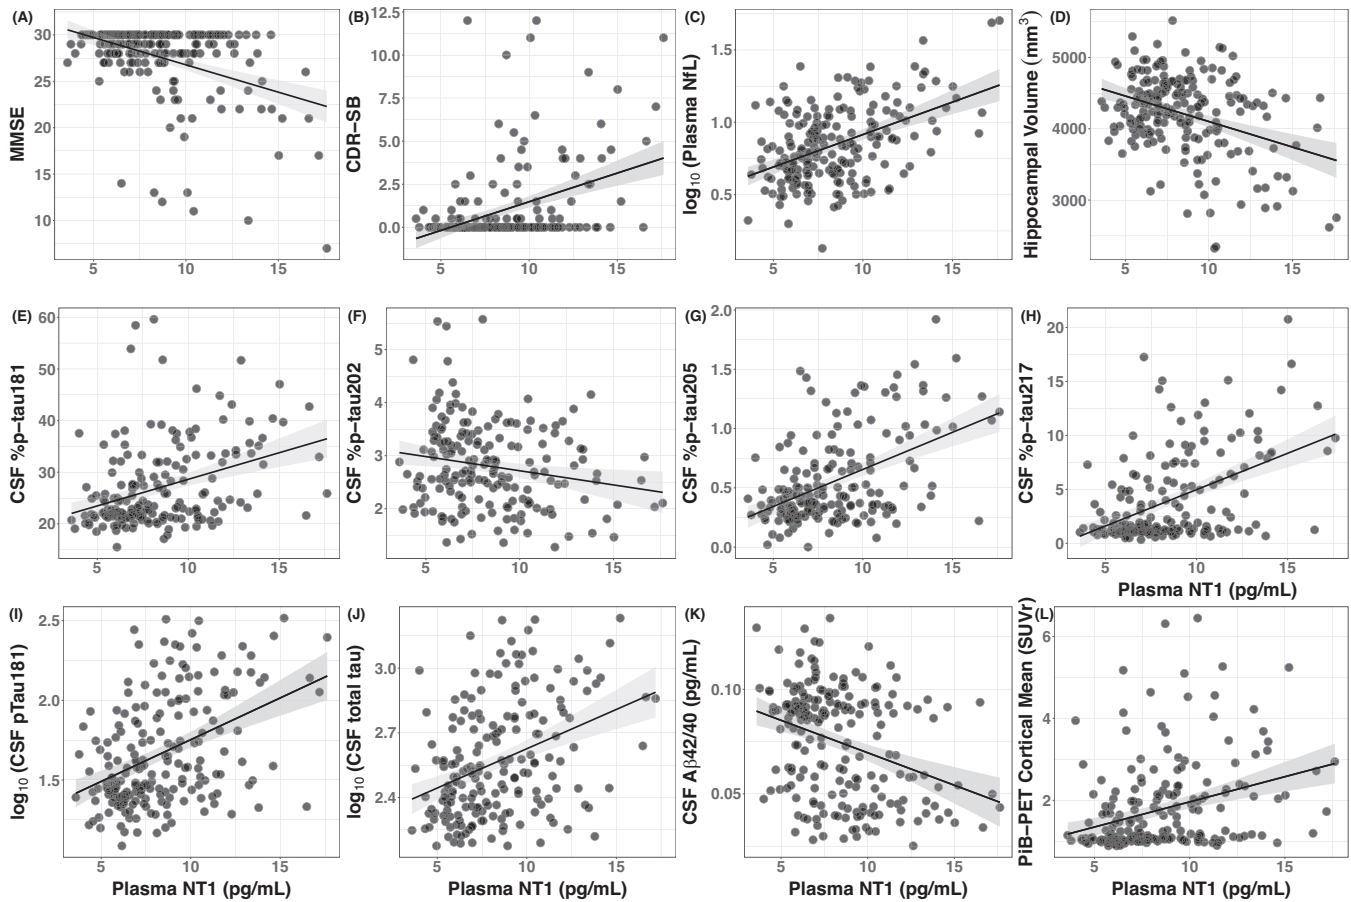 (A)
MMSE
30
25
20
15
10
5
10
15
(B)
CDR−SB
12.5
10.0
7.5
5.0
2.5
0.0
5
10
15
(C)
log10 (Plasma NfL)
1.5
1.0
0.5
5
10
15
(D)
Hippocampal Volume (mm3)
5000
4000
3000
5
10
15
(E)
CSF %p−tau181
60
50
40
30
20
5
10
15
(F)
CSF %p−tau202
5
4
3
2
5
10
15
(G)
CSF %p−tau205
2.0
1.5
1.0
0.5
0.0
5
10
15
(H)
CSF %p−tau217
20
15
10
5
0
5
10
15
Plasma NT1 (pg/mL)
(I)
log10 (CSF pTau181)
2.5
2.0
1.5
5
10
15
Plasma NT1 (pg/mL)
(J)
log10 (CSF total tau)
3.0
2.7
2.4
5
10
15
Plasma NT1 (pg/mL)
(K)
CSF Aβ42/40 (pg/mL)
0.10
0.05
5
10
15
Plasma NT1 (pg/mL)
(L)
PiB−PET Cortical Mean (SUVr)
6
4
2
5
10
15
Plasma NT1 (pg/mL)